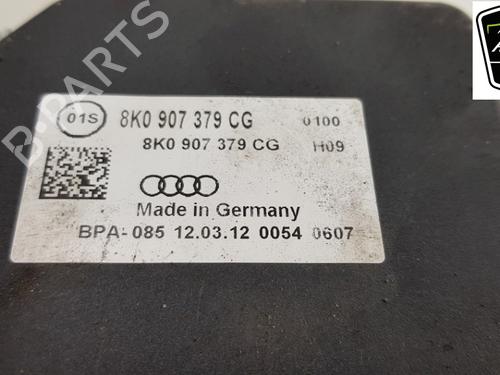 01S 8K0 907 379 CG 0100
8K0 907 379 CG H09
Made in Germany
BPA-085 12.03.12 0054 0607
B-PARTS